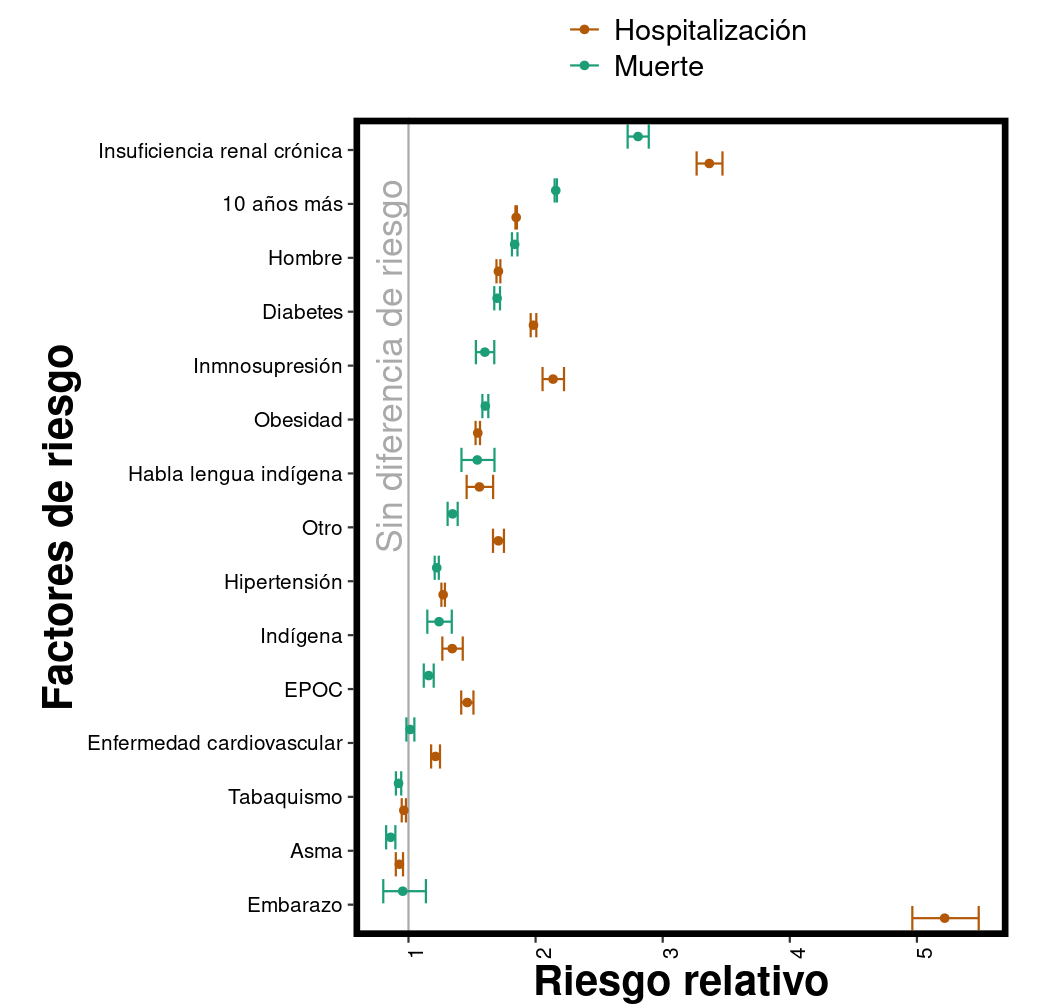 Hospitalización
Muerte
Insuficiencia renal crónica
10 años más
Hombre
Diabetes
Inmnosupresión
Obesidad
Habla lengua indígena
Otro
Hipertensión
Indígena
EPOC
Enfermedad cardiovascular
Tabaquismo
Asma
Embarazo
Factores de riesgo
Sin diferencia de riesgo
1
2
3
4
5
Riesgo relativo